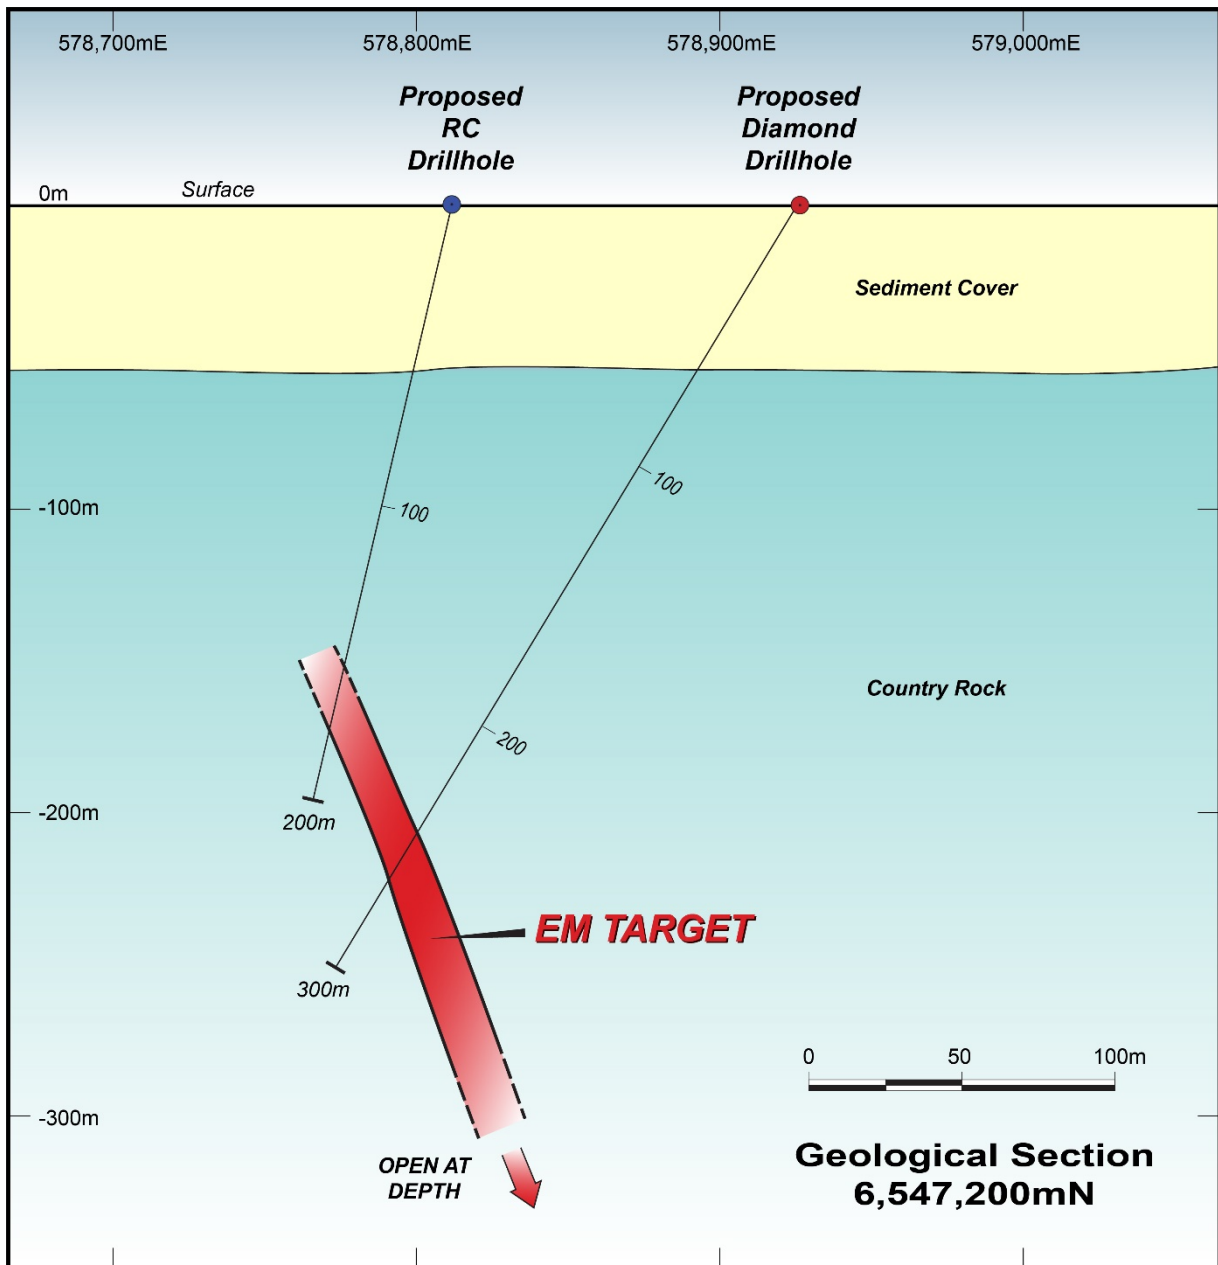 578,700mE
578,800mE
578,900mE
579,000mE
Proposed
RC
Drillhole
Proposed
Diamond
Drillhole
0m
Surface
Sediment Cover
100
-100m
100
Country Rock
200
-200m
200m
EM TARGET
300m
0 50 100m
-300m
OPEN AT
DEPTH
Geological Section
6,547,200mN